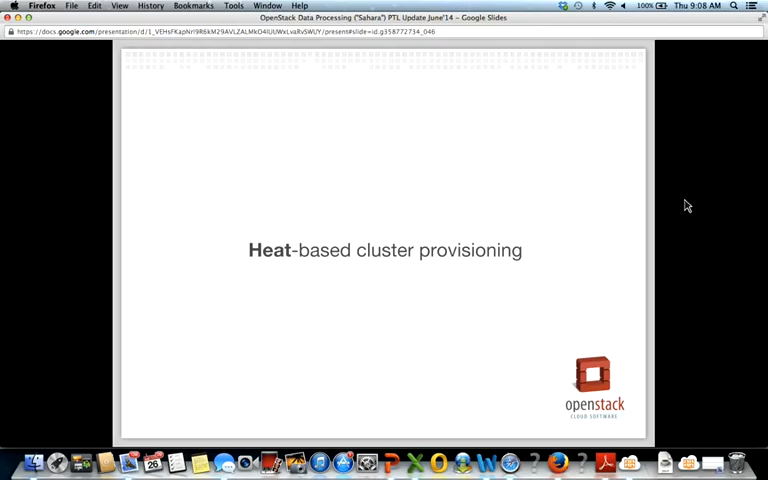 Firefox File Edit View History Bookmarks Tools Window Help 100% Thu 9:08 AM
OpenStack Data Processing ("Sahara") PTL Update June'14 – Google Slides
Heat-based cluster provisioning
openstack
CLOUD SOFTWARE
26